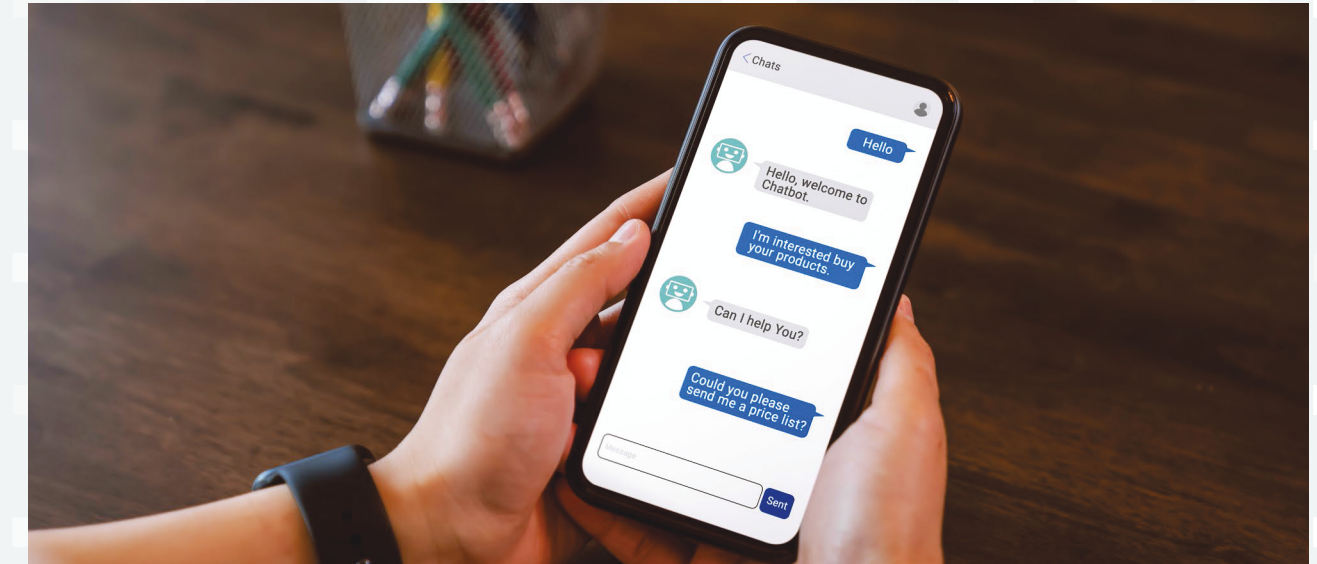 Chats
Hello
Hello, welcome to
Chatbot.
I'm interested buy
your products.
Can I help You?
Could you please
send me a price list?
Message
Sent